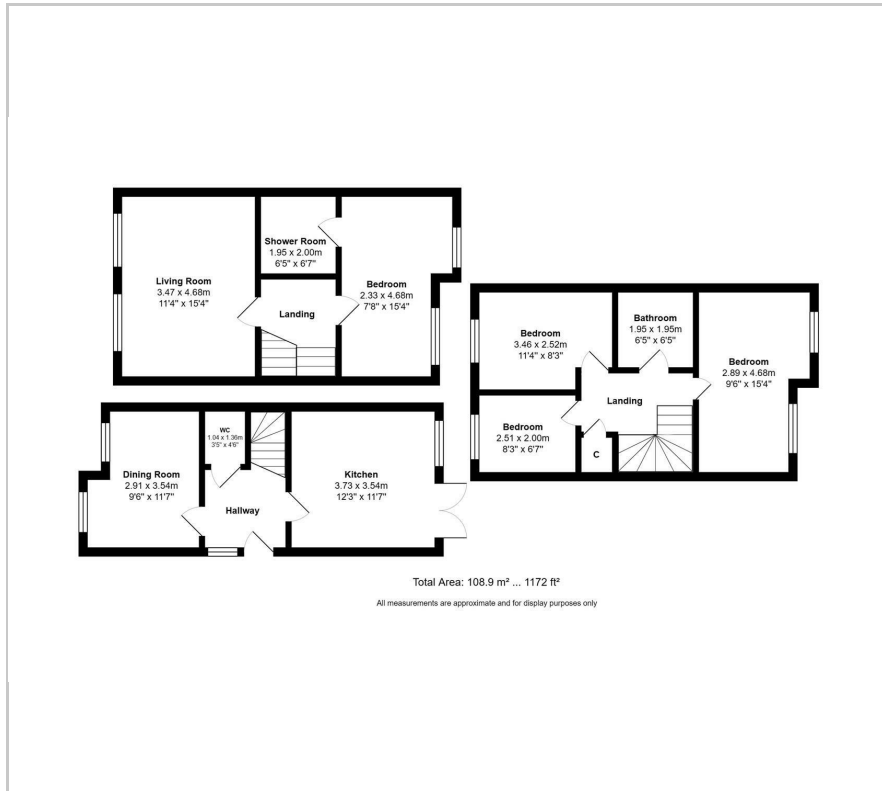 Living Room
3.47 x 4.68m
11'4" x 15'4"
Shower Room
1.95 x 2.00m
6'5" x 6'7"
Landing
Bedroom
2.33 x 4.68m
7'8" x 15'4"
Dining Room
2.91 x 3.54m
9'6" x 11'7"
WC
1.04 x 1.36m
3'5" x 4'6"
Hallway
Kitchen
3.73 x 3.54m
12'3" x 11'7"
Bedroom
3.46 x 2.52m
11'4" x 8'3"
Bathroom
1.95 x 1.95m
6'5" x 6'5"
Bedroom
2.89 x 4.68m
9'6" x 15'4"
Landing
Bedroom
2.51 x 2.00m
8'3" x 6'7"
C
Total Area: 108.9 m² ... 1172 ft²
All measurements are approximate and for display purposes only